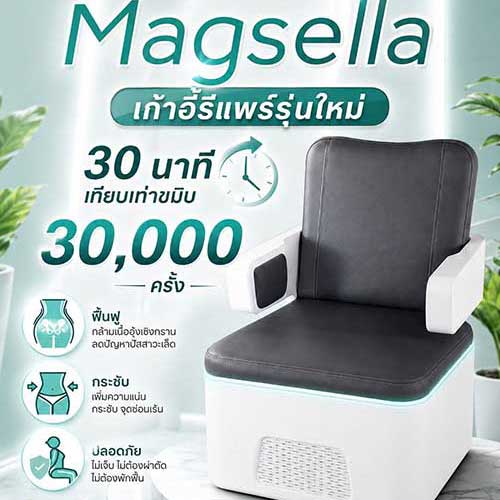 Magsella
เก้าอี้รีแพร์รุ่นใหม่
30 นาที
เทียบเท่าขมิบ
30,000
ครั้ง
ฟื้นฟู
กล้ามเนื้ออุ้งเชิงกราน
ลดปัญหาปัสสาวะเล็ด
กระชับ
เพิ่มความแน่น
กระชับ จุดซ่อนเร้น
ปลอดภัย
ไม่เจ็บ ไม่ต้องผ่าตัด
ไม่ต้องพักฟื้น